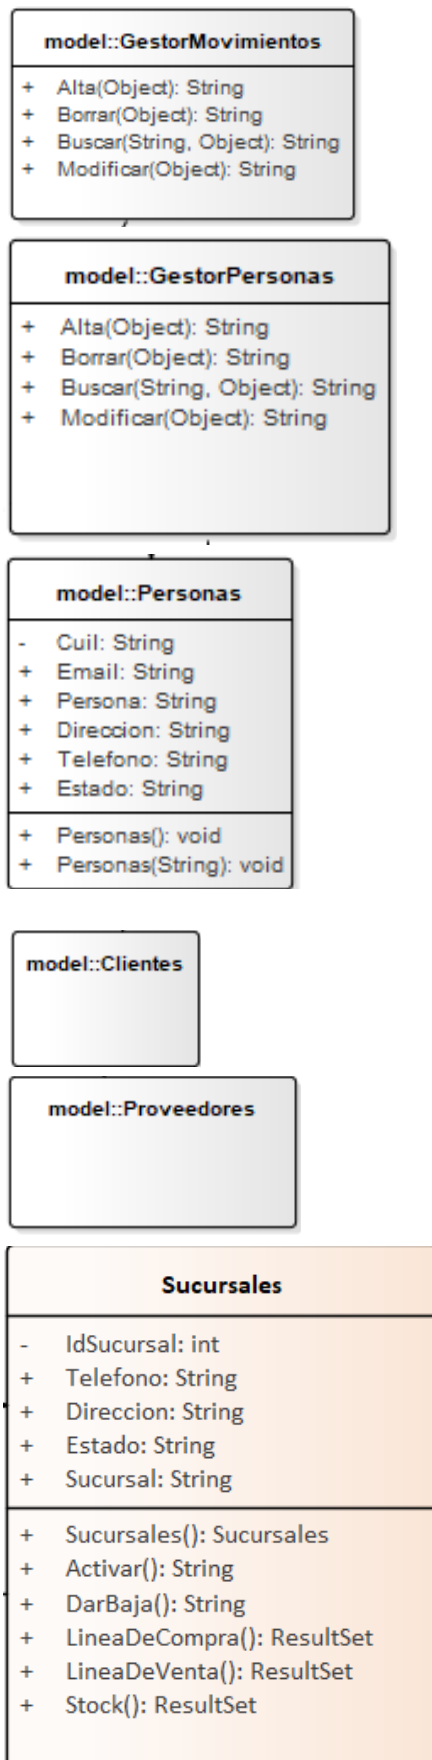 model::GestorMovimientos
+ Alta(Object): String
+ Borrar(Object): String
+ Buscar(String, Object): String
+ Modificar(Object): String
model::GestorPersonas
+ Alta(Object): String
+ Borrar(Object): String
+ Buscar(String, Object): String
+ Modificar(Object): String
model::Personas
- Cuil: String
+ Email: String
+ Persona: String
+ Direccion: String
+ Telefono: String
+ Estado: String
+ Personas(): void
+ Personas(String): void
model::Clientes
model::Proveedores
Sucursales
- IdSucursal: int
+ Telefono: String
+ Direccion: String
+ Estado: String
+ Sucursal: String
+ Sucursales(): Sucursales
+ Activar(): String
+ DarBaja(): String
+ LineaDeCompra(): ResultSet
+ LineaDeVenta(): ResultSet
+ Stock(): ResultSet